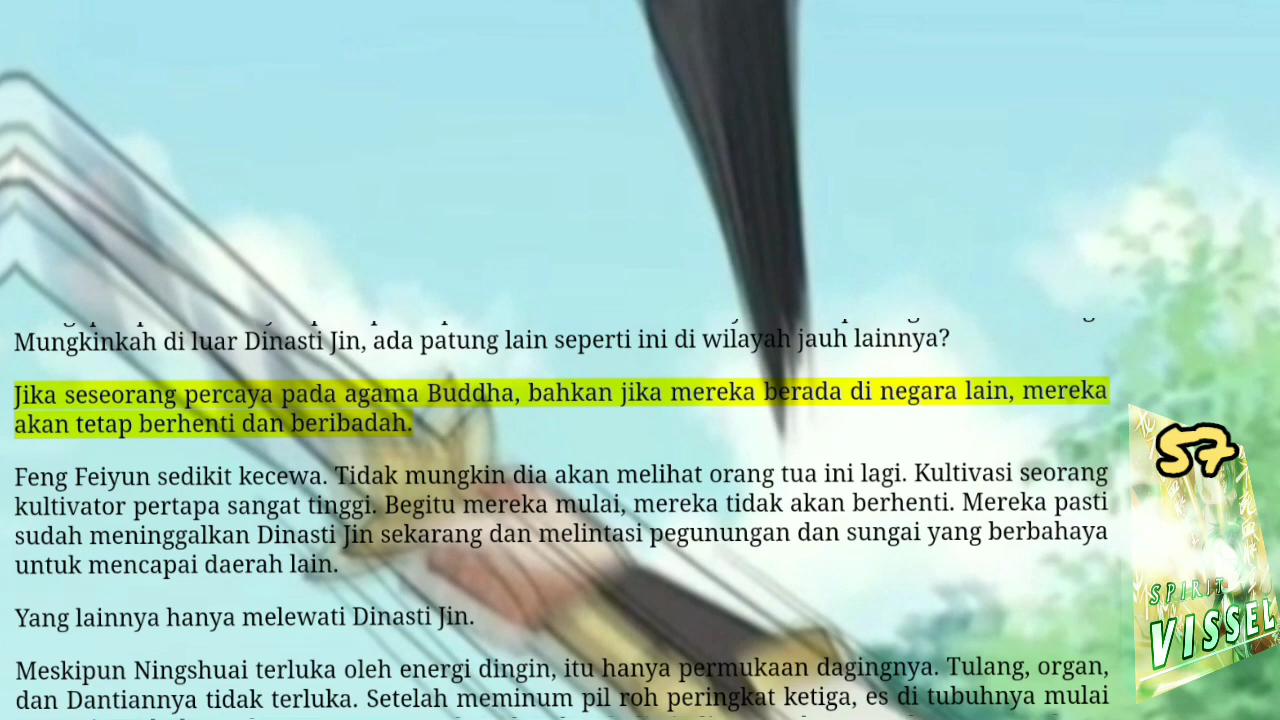 Mungkinkah di luar Dinasti Jin, ada patung lain seperti ini di wilayah jauh lainnya?
Jika seseorang percaya pada agama Buddha, bahkan jika mereka berada di negara lain, mereka
akan tetap berhenti dan beribadah.
Feng Feiyun sedikit kecewa. Tidak mungkin dia akan melihat orang tua ini lagi. Kultivasi seorang
kultivator pertapa sangat tinggi. Begitu mereka mulai, mereka tidak akan berhenti. Mereka pasti
sudah meninggalkan Dinasti Jin sekarang dan melintasi pegunungan dan sungai yang berbahaya
untuk mencapai daerah lain.
Yang lainnya hanya melewati Dinasti Jin.
Meskipun Ningshuai terluka oleh energi dingin, itu hanya permukaan dagingnya. Tulang, organ,
dan Dantiannya tidak terluka. Setelah meminum pil roh peringkat ketiga, es di tubuhnya mulai
57
SPIRIT
VISSEL